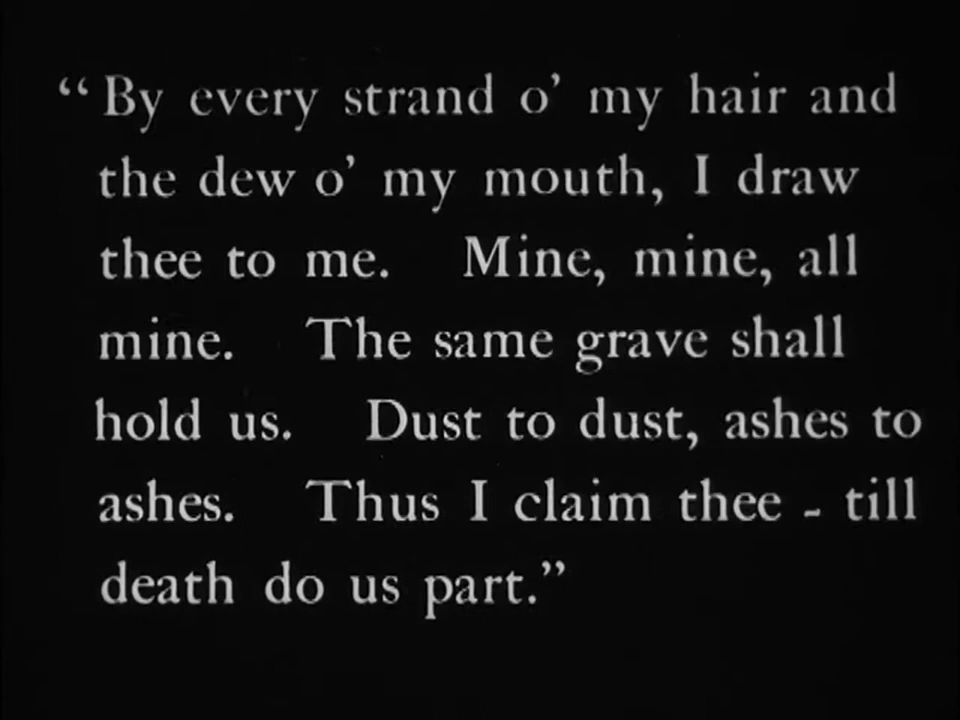 “By every strand o’ my hair and
the dew o’ my mouth, I draw
thee to me. Mine, mine, all
mine. The same grave shall
hold us. Dust to dust, ashes to
ashes. Thus I claim thee - till
death do us part.”